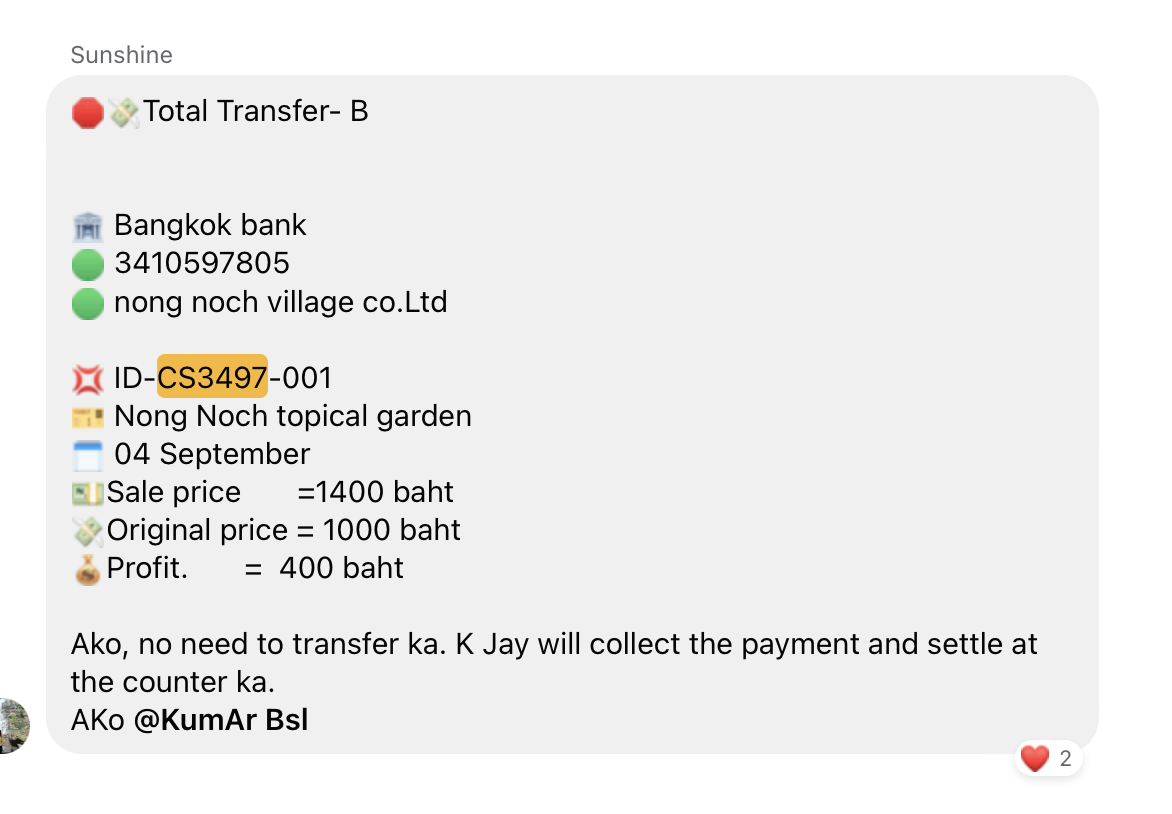 Sunshine
🛑💸Total Transfer- B
🏦 Bangkok bank
🟢 3410597805
🟢 nong noch village co.Ltd
💢 ID-CS3497-001
🎫 Nong Noch topical garden
🗓 04 September
💵Sale price =1400 baht
💸Original price = 1000 baht
💰Profit. = 400 baht
Ako, no need to transfer ka. K Jay will collect the payment and settle at
the counter ka.
AKo @KumAr Bsl
❤️ 2